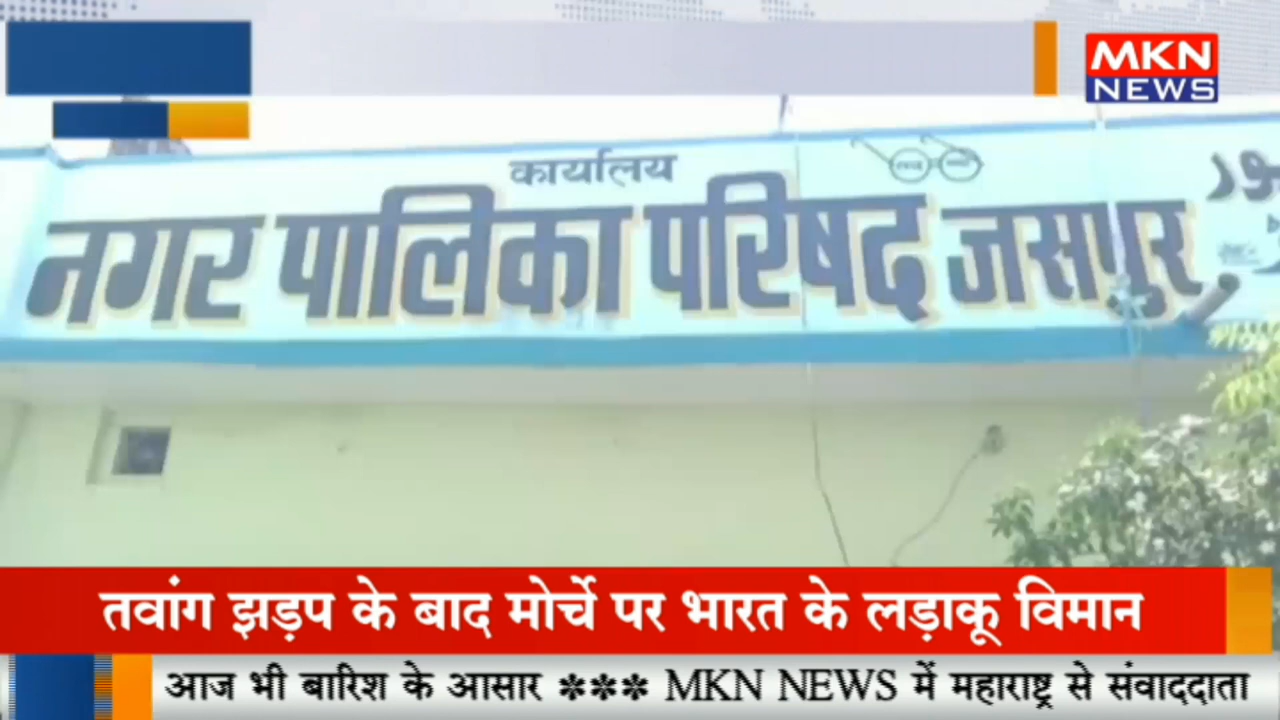 MKN
NEWS
कार्यालय
नगर पालिका परिषद जसपुर
तवांग झड़प के बाद मोर्चे पर भारत के लड़ाकू विमान
आज भी बारिश के आसार *** MKN NEWS में महाराष्ट्र से संवाददाता